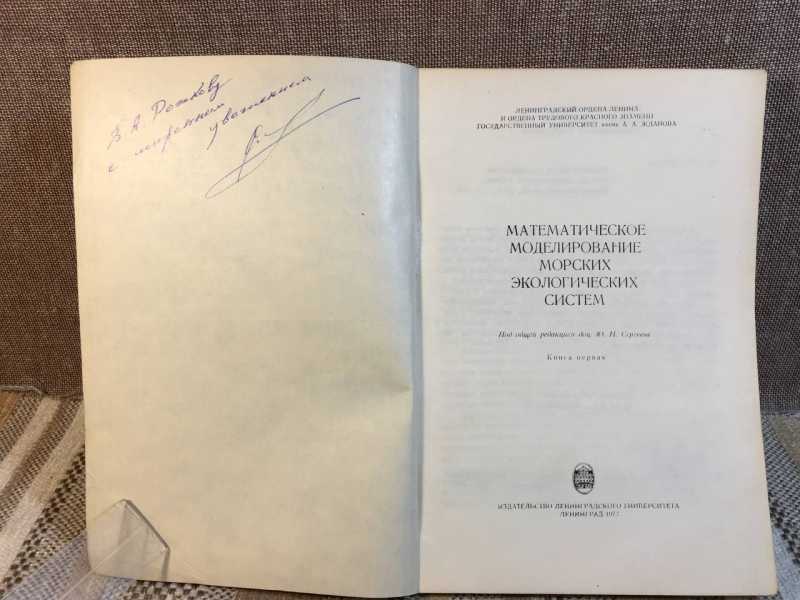 В. А. Рожкову
с искренним
уважением
ЛЕНИНГРАДСКИЙ ОРДЕНА ЛЕНИНА
И ОРДЕНА ТРУДОВОГО КРАСНОГО ЗНАМЕНИ
ГОСУДАРСТВЕННЫЙ УНИВЕРСИТЕТ имени А. А. ЖДАНОВА
МАТЕМАТИЧЕСКОЕ
МОДЕЛИРОВАНИЕ
МОРСКИХ
ЭКОЛОГИЧЕСКИХ
СИСТЕМ
Под общей редакцией доц. Ю. Н. Сергеева
Книга первая
ИЗДАТЕЛЬСТВО ЛЕНИНГРАДСКОГО УНИВЕРСИТЕТА
ЛЕНИНГРАД 1977